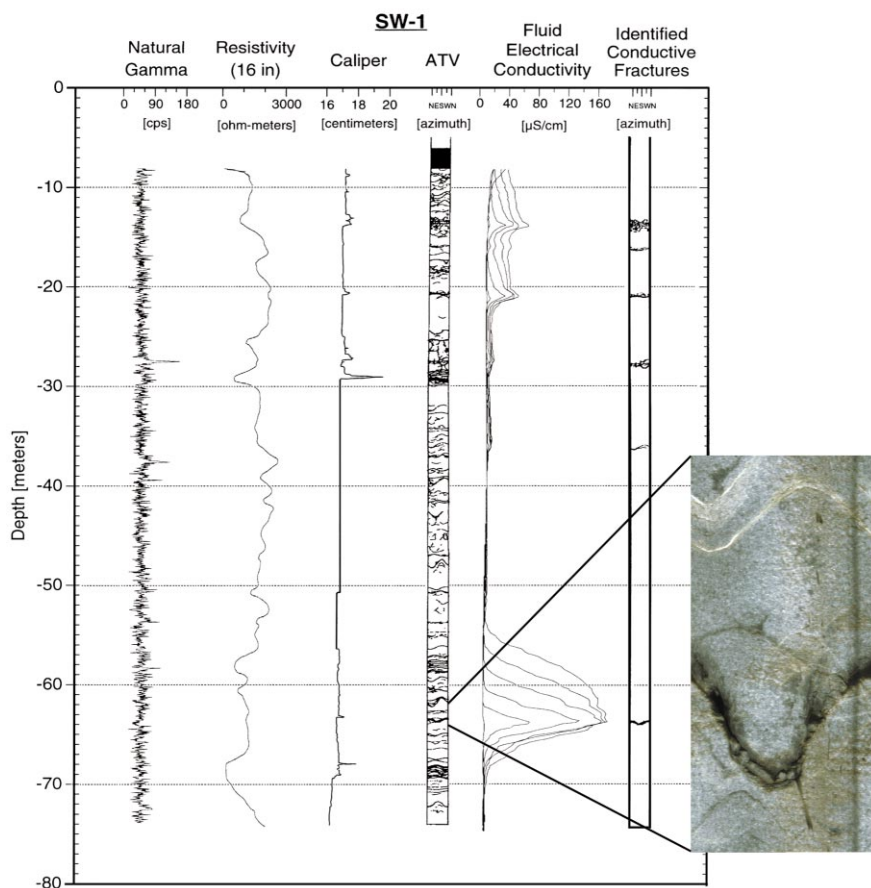 SW-1
Natural
Gamma
Resistivity
(16 in)
Caliper
ATV
Fluid
Electrical
Conductivity
Identified
Conductive
Fractures
0 90 180
[cps]
0 3000
[ohm-meters]
16 18 20
[centimeters]
NESWN
[azimuth]
0 40 80 120 160
[µS/cm]
NESWN
[azimuth]
Depth [meters]
0
-10
-20
-30
-40
-50
-60
-70
-80